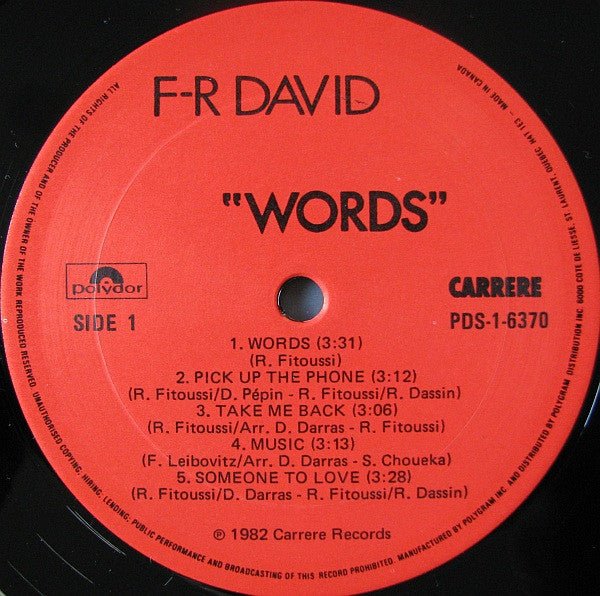 F-R DAVID
"WORDS"
polydor
CARRERE
SIDE 1
PDS-1-6370
1. WORDS (3:31)
(R. Fitoussi)
2. PICK UP THE PHONE (3:12)
(R. Fitoussi/D. Pépin - R. Fitoussi/R. Dassin)
3. TAKE ME BACK (3:06)
(R. Fitoussi/Arr. D. Darras - R. Fitoussi)
4. MUSIC (3:13)
(F. Leibovitz/Arr. D. Darras - S. Choueka)
5. SOMEONE TO LOVE (3:28)
(R. Fitoussi/D. Darras - R. Fitoussi/R. Dassin)
℗ 1982 Carrere Records
ALL RIGHTS OF THE PRODUCER AND OF THE OWNER OF THE WORK REPRODUCED RESERVED. UNAUTHORISED COPYING, HIRING, LENDING, PUBLIC PERFORMANCE AND BROADCASTING OF THIS RECORD PROHIBITED. MANUFACTURED BY POLYGRAM INC. AND DISTRIBUTED BY POLYGRAM DISTRIBUTION INC. 6000 COTE DE LIESSE, ST. LAURENT, QUEBEC H4T 1E3 – MADE IN CANADA